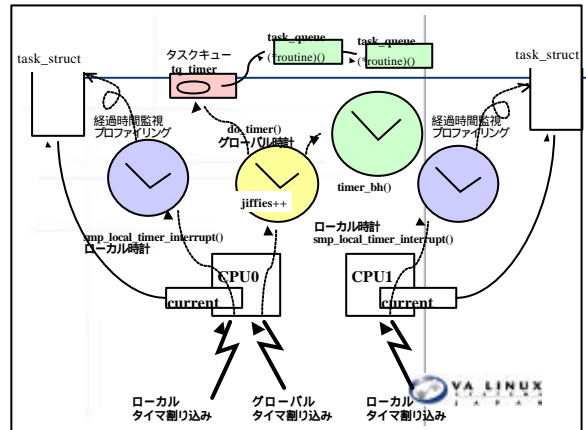 task_queue
(*routine)()
task_queue
(*routine)()
タスクキュー
tq_timer
task_struct
task_struct
経過時間監視
プロファイリング
do_timer()
グローバル時計
経過時間監視
プロファイリング
timer_bh()
jiffies++
smp_local_timer_interrupt()
ローカル時計
ローカル時計
smp_local_timer_interrupt()
CPU0
current
CPU1
current
ローカル
タイマ割り込み
グローバル
タイマ割り込み
ローカル
タイマ割り込み
VA LINUX
SYSTEMS
JAPAN